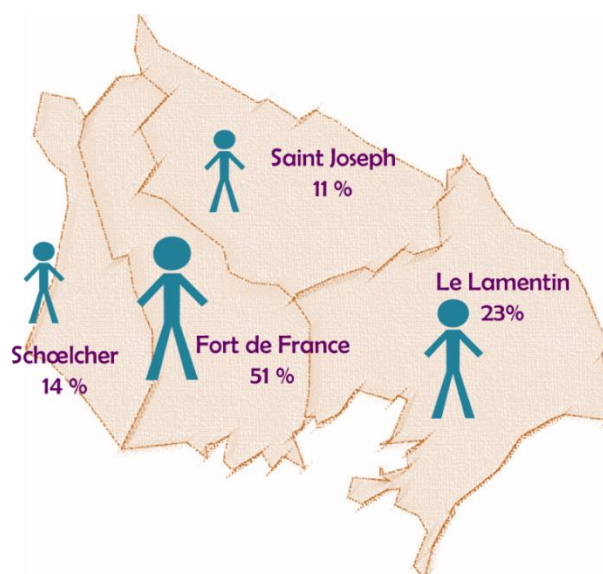 Saint Joseph
11 %
Le Lamentin
23%
Fort de France
51 %
Schœlcher
14 %